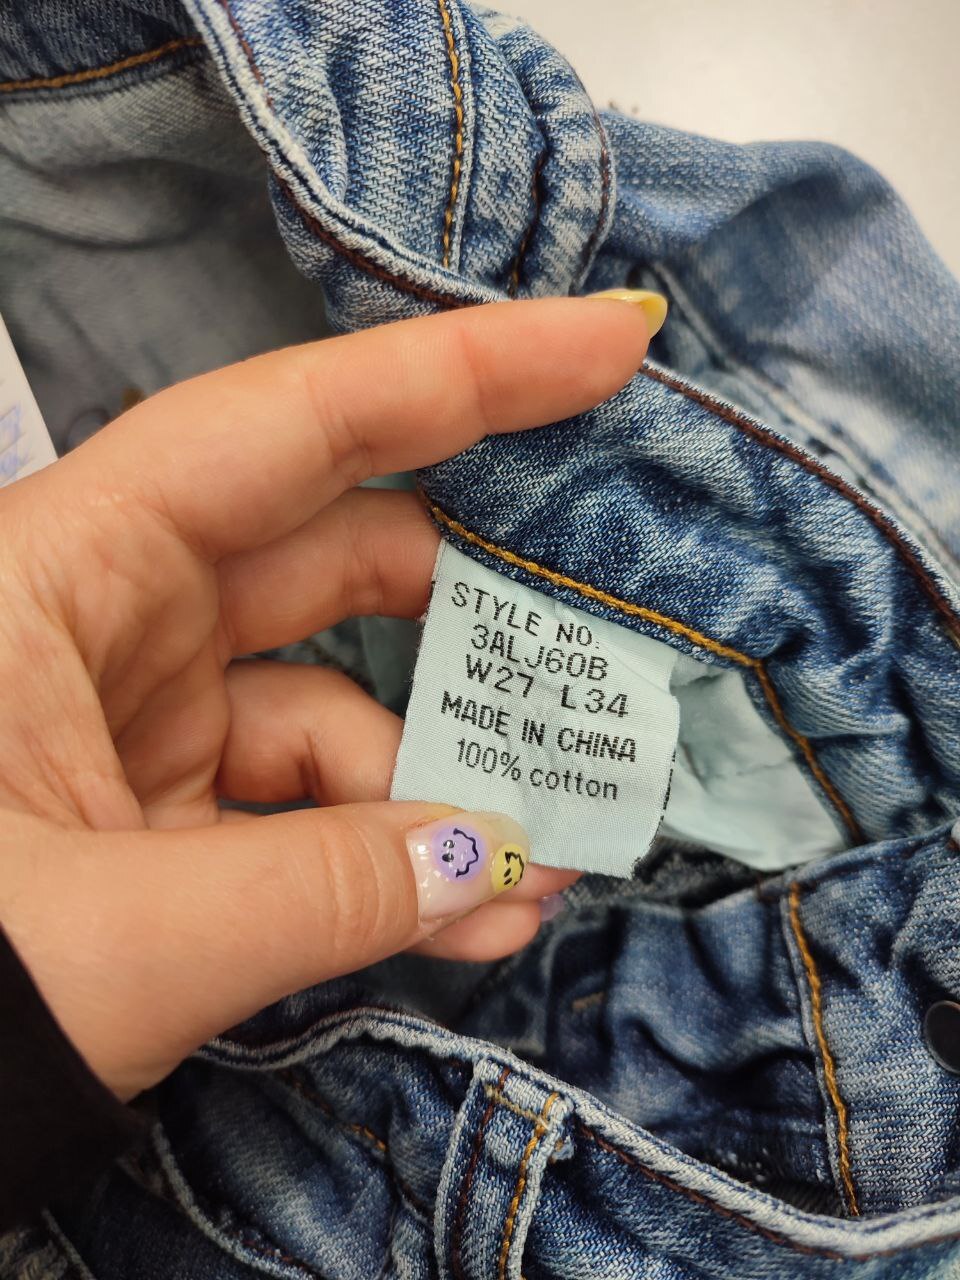 STYLE NO.:
3ALJ60B
W27 L34
MADE IN CHINA
100% cotton